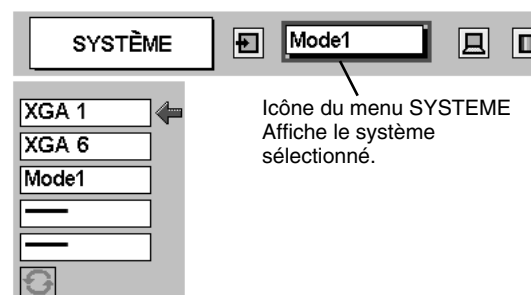 SYSTÈME
Mode1
Icône du menu SYSTEME
Affiche le système
sélectionné.
XGA 1
XGA 6
Mode1